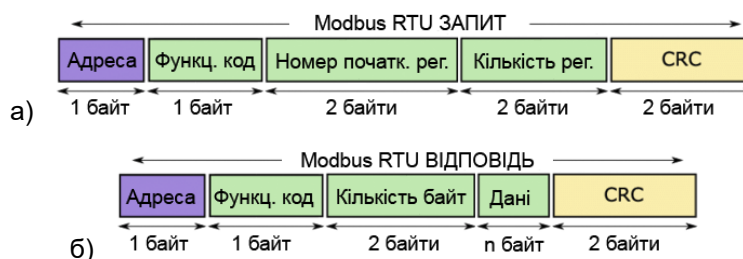 Modbus RTU ЗАПИТ
Адреса Функц. код Номер початк. рег. Кількість рег. CRC
а) 1 байт 1 байт 2 байти 2 байти 2 байти
Modbus RTU ВІДПОВІДЬ
Адреса Функц. код Кількість байт Дані CRC
б) 1 байт 1 байт 2 байти n байт 2 байти